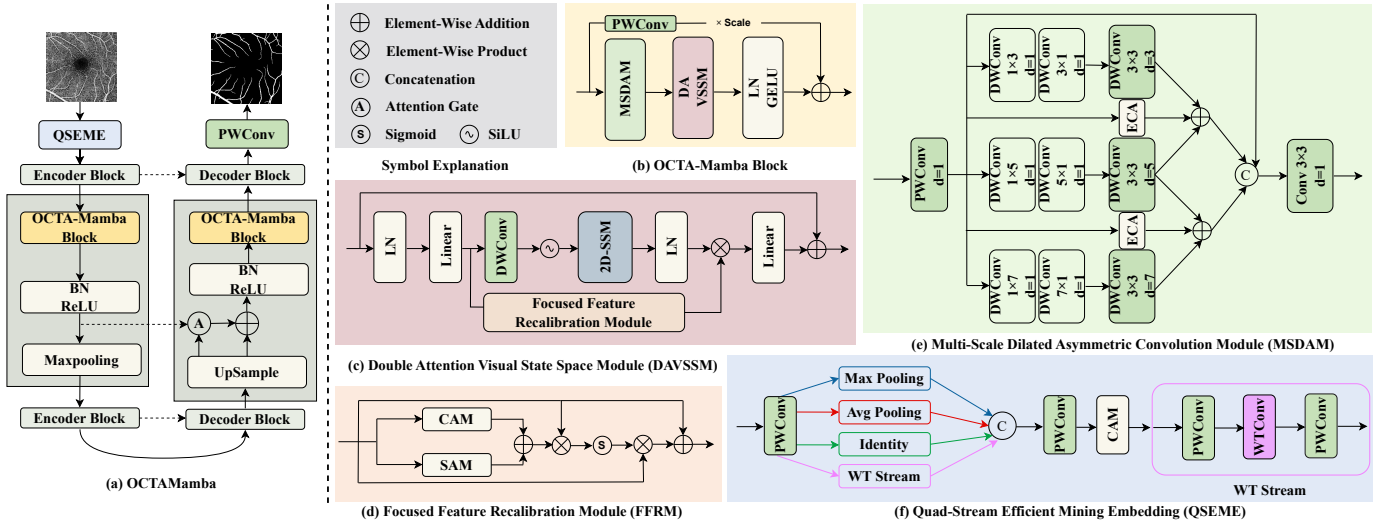 QSEME
PWConv
Encoder Block
Decoder Block
OCTA-Mamba
Block
OCTA-Mamba
Block
BN
ReLU
BN
ReLU
A
Maxpooling
UpSample
Encoder Block
Decoder Block
(a) OCTAMamba
Element-Wise Addition
Element-Wise Product
C
Concatenation
A
Attention Gate
S
Sigmoid
SiLU
Symbol Explanation
PWConv
× Scale
MSDAM
DA
VSSM
LN
GELU
(b) OCTA-Mamba Block
LN
Linear
DWConv
2D-SSM
LN
Linear
Focused Feature
Recalibration Module
(c) Double Attention Visual State Space Module (DAVSSM)
CAM
SAM
S
(d) Focused Feature Recalibration Module (FFRM)
PWConv
d=1
DWConv
1×3
d=1
DWConv
3×1
d=1
DWConv
3×3
d=3
ECA
DWConv
1×5
d=1
DWConv
5×1
d=1
DWConv
3×3
d=5
ECA
DWConv
1×7
d=1
DWConv
7×1
d=1
DWConv
3×3
d=7
C
Conv 3×3
d=1
(e) Multi-Scale Dilated Asymmetric Convolution Module (MSDAM)
PWConv
Max Pooling
Avg Pooling
Identity
WT Stream
C
PWConv
CAM
PWConv
WTConv
PWConv
WT Stream
(f) Quad-Stream Efficient Mining Embedding (QSEME)